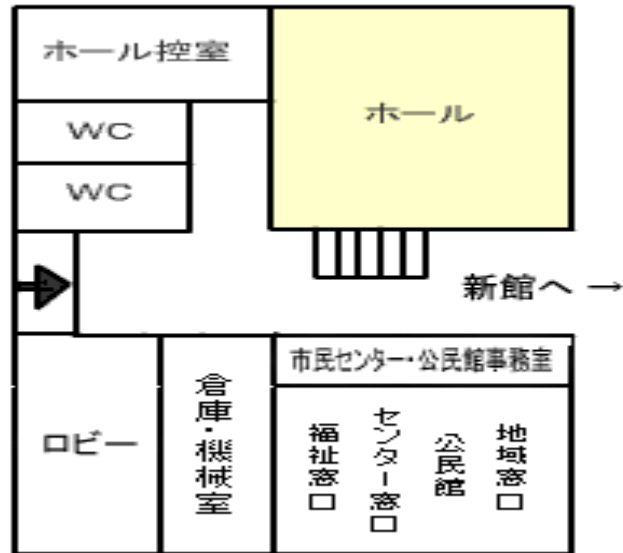 ホール控室
ホール
WC
WC
新館へ →
市民センター・公民館事務室
ロビー
倉庫・機械室
福祉窓口
センター窓口
公民館
地域窓口